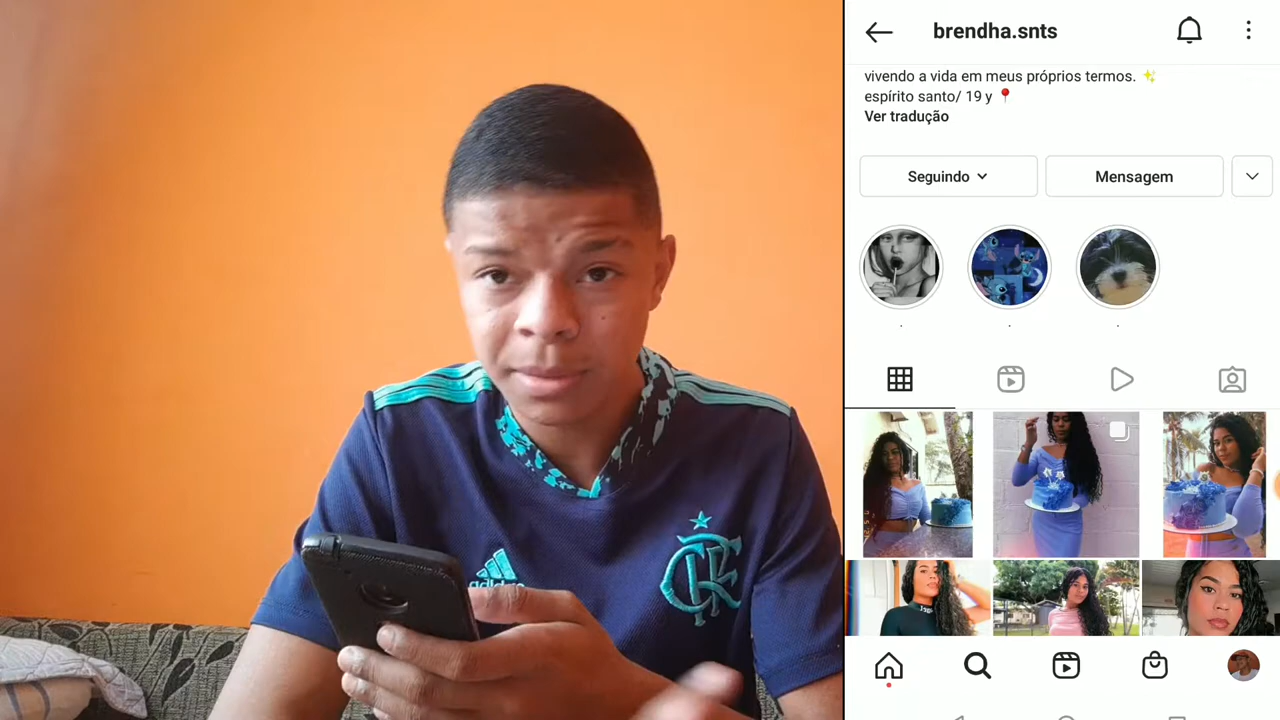 brendha.snts
vivendo a vida em meus próprios termos. ✨
espírito santo/ 19 y 📍
Ver tradução
Seguindo
Mensagem
adidas
CRF